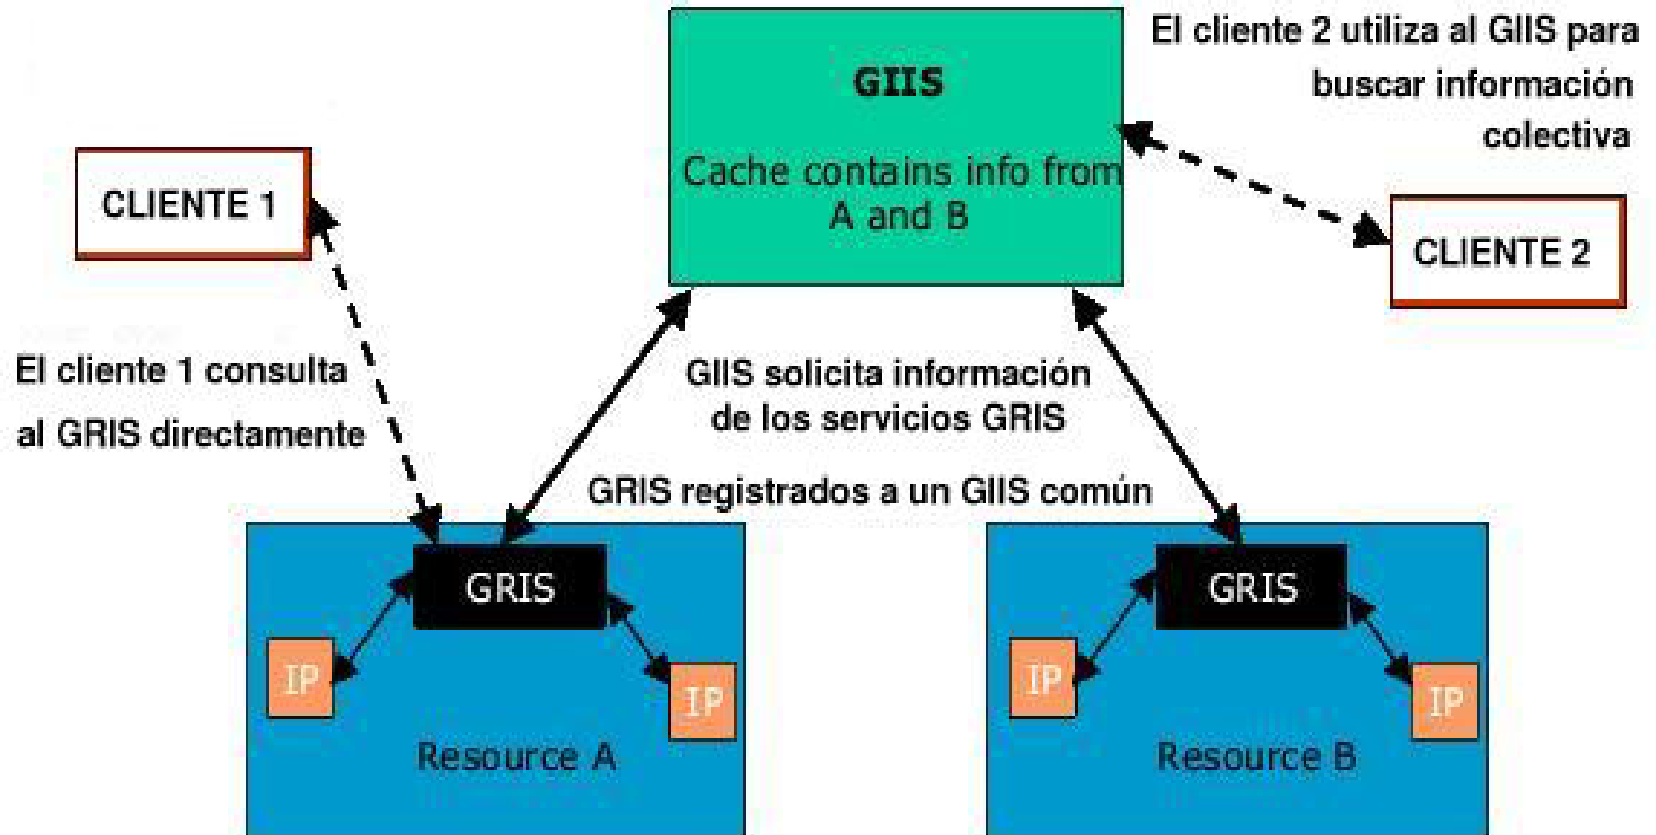 El cliente 2 utiliza al GIIS para
buscar información
colectiva
GIIS
Cache contains info from
A and B
CLIENTE 1
CLIENTE 2
El cliente 1 consulta
al GRIS directamente
GIIS solicita información
de los servicios GRIS
GRIS registrados a un GIIS común
GRIS
IP
IP
Resource A
GRIS
IP
IP
Resource B